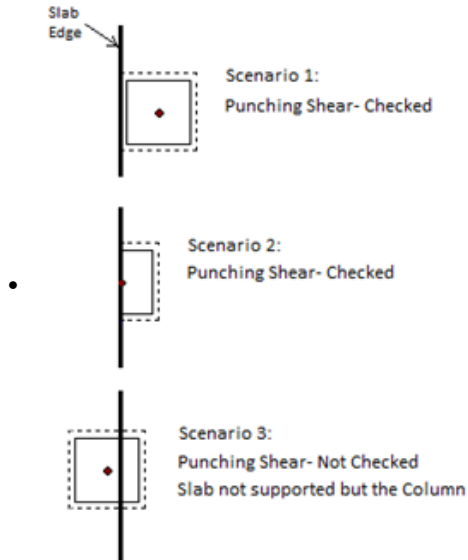 Slab
Edge
Scenario 1:
Punching Shear- Checked
Scenario 2:
Punching Shear- Checked
Scenario 3:
Punching Shear- Not Checked
Slab not supported but the Column